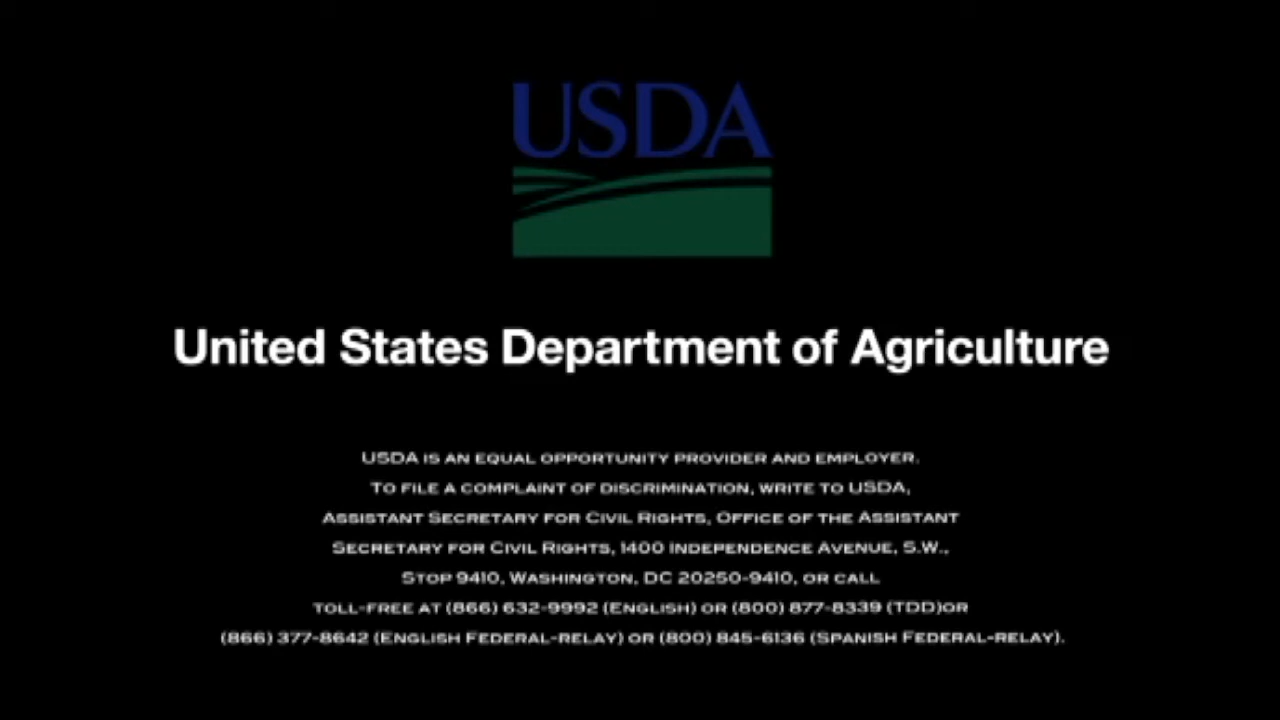 USDA
United States Department of Agriculture
USDA IS AN EQUAL OPPORTUNITY PROVIDER AND EMPLOYER.
TO FILE A COMPLAINT OF DISCRIMINATION, WRITE TO USDA,
ASSISTANT SECRETARY FOR CIVIL RIGHTS, OFFICE OF THE ASSISTANT
SECRETARY FOR CIVIL RIGHTS, 1400 INDEPENDENCE AVENUE, S.W.,
STOP 9410, WASHINGTON, DC 20250-9410, OR CALL
TOLL-FREE AT (866) 632-9992 (ENGLISH) OR (800) 877-8339 (TDD)OR
(866) 377-8642 (ENGLISH FEDERAL-RELAY) OR (800) 845-6136 (SPANISH FEDERAL-RELAY).